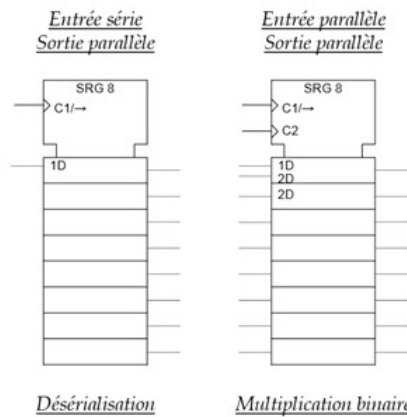 Entrée série
Sortie parallèle
SRG 8
C1/→
1D
Désérialisation
Entrée parallèle
Sortie parallèle
SRG 8
C1/→
C2
1D
2D
2D
Multiplication binaire